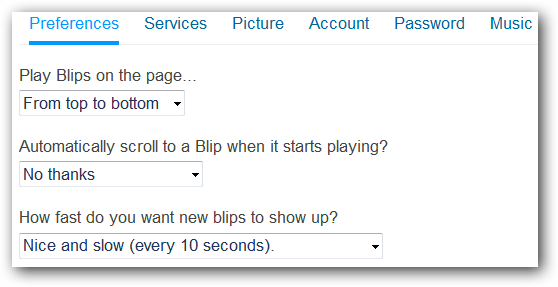 Preferences Services Picture Account Password Music
Play Blips on the page...
From top to bottom
Automatically scroll to a Blip when it starts playing?
No thanks
How fast do you want new blips to show up?
Nice and slow (every 10 seconds).